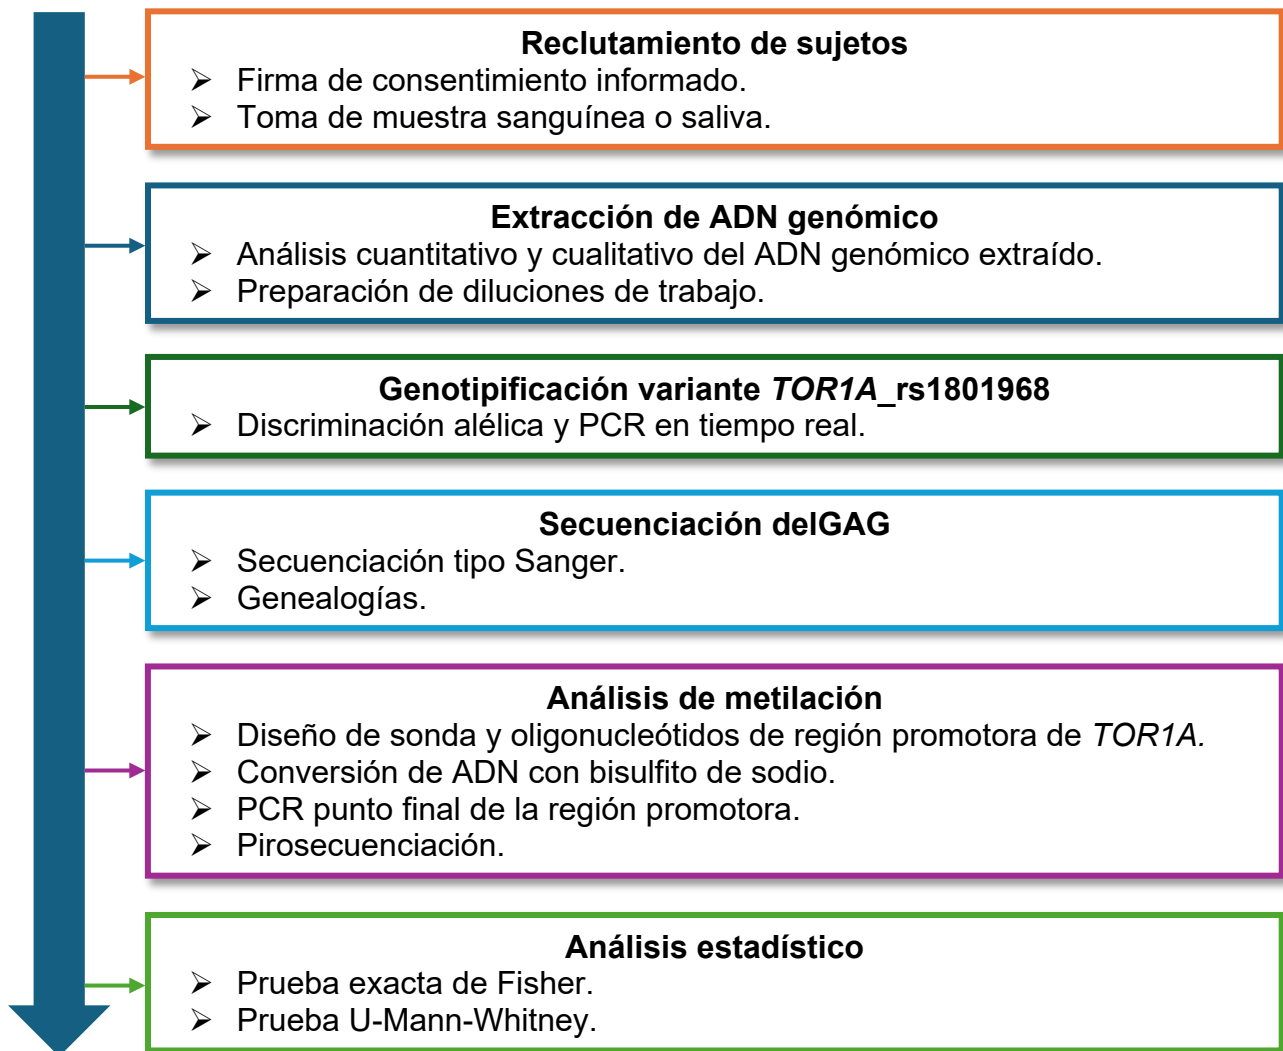 Reclutamiento de sujetos
➢ Firma de consentimiento informado.
➢ Toma de muestra sanguínea o saliva.
Extracción de ADN genómico
➢ Análisis cuantitativo y cualitativo del ADN genómico extraído.
➢ Preparación de diluciones de trabajo.
Genotipificación variante TOR1A_rs1801968
➢ Discriminación alélica y PCR en tiempo real.
Secuenciación delGAG
➢ Secuenciación tipo Sanger.
➢ Genealogías.
Análisis de metilación
➢ Diseño de sonda y oligonucleótidos de región promotora de TOR1A.
➢ Conversión de ADN con bisulfito de sodio.
➢ PCR punto final de la región promotora.
➢ Pirosecuenciación.
Análisis estadístico
➢ Prueba exacta de Fisher.
➢ Prueba U-Mann-Whitney.